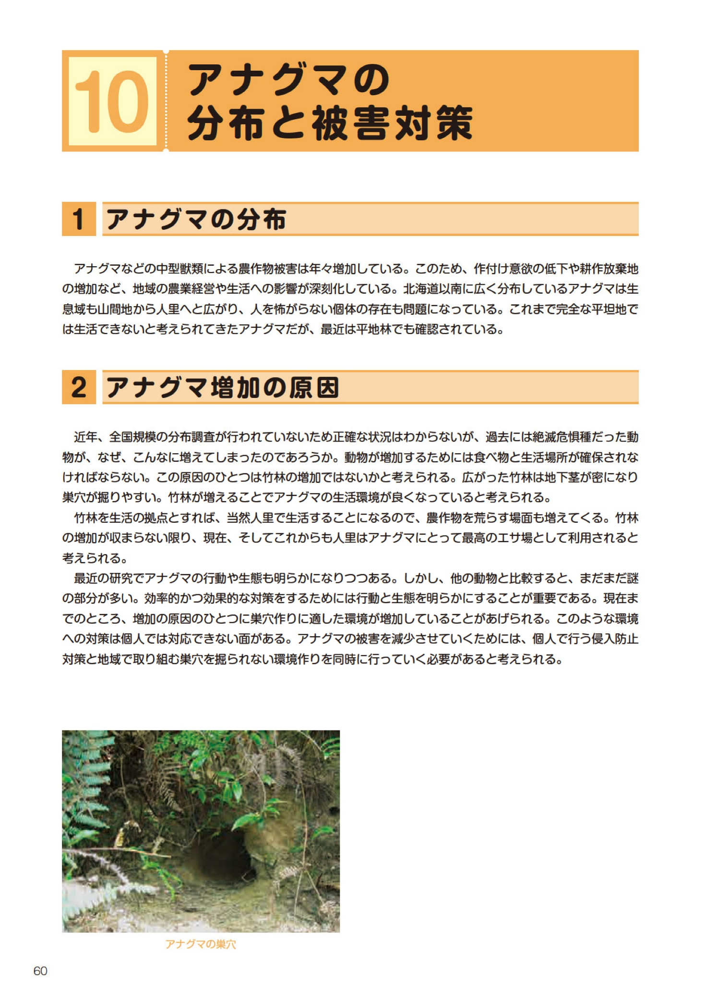 10
アナグマの
分布と被害対策
1 アナグマの分布
アナグマなどの中型獣類による農作物被害は年々増加している。このため、作付け意欲の低下や耕作放棄地
の増加など、地域の農業経営や生活への影響が深刻化している。北海道以南に広く分布しているアナグマは生
息域も山間地から人里へと広がり、人を怖がらない個体の存在も問題になっている。これまで完全な平坦地で
は生活できないと考えられてきたアナグマだが、最近は平地林でも確認されている。
2 アナグマ増加の原因
近年、全国規模の分布調査が行われていないため正確な状況はわからないが、過去には絶滅危惧種だった動
物が、なぜ、こんなに増えてしまったのであろうか。動物が増加するためには食べ物と生活場所が確保されな
ければならない。この原因のひとつは竹林の増加ではないかと考えられる。広がった竹林は地下茎が密になり
巣穴が掘りやすい。竹林が増えることでアナグマの生活環境が良くなっていると考えられる。
竹林を生活の拠点とすれば、当然人里で生活することになるので、農作物を荒らす場面も増えてくる。竹林
の増加が収まらない限り、現在、そしてこれからも人里はアナグマにとって最高のエサ場として利用されると
考えられる。
最近の研究でアナグマの行動や生態も明らかになりつつある。しかし、他の動物と比較すると、まだまだ謎
の部分が多い。効率的かつ効果的な対策をするためには行動と生態を明らかにすることが重要である。現在ま
でのところ、増加の原因のひとつに巣穴作りに適した環境が増加していることがあげられる。このような環境
への対策は個人では対応できない面がある。アナグマの被害を減少させていくためには、個人で行う侵入防止
対策と地域で取り組む巣穴を掘られない環境作りを同時に行っていく必要があると考えられる。
アナグマの巣穴
60